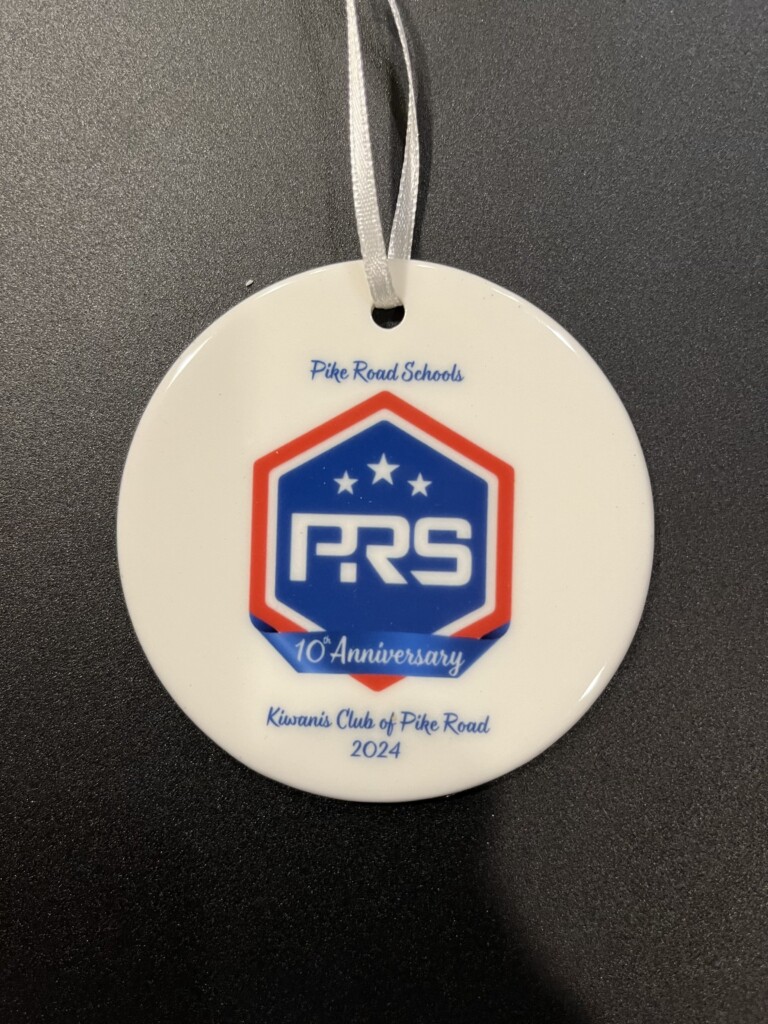 Pike Road Schools
PRS
10th Anniversary
Kiwanis Club of Pike Road
2024